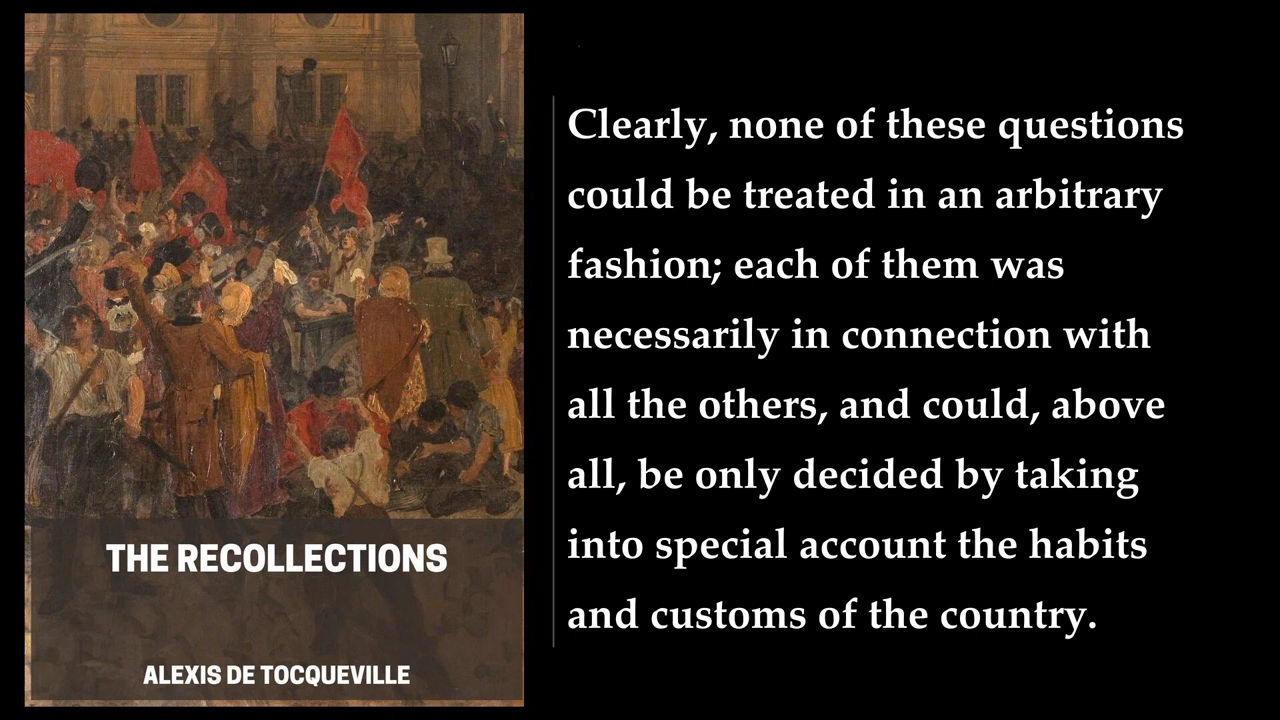 THE RECOLLECTIONS
ALEXIS DE TOCQUEVILLE
Clearly, none of these questions
could be treated in an arbitrary
fashion; each of them was
necessarily in connection with
all the others, and could, above
all, be only decided by taking
into special account the habits
and customs of the country.